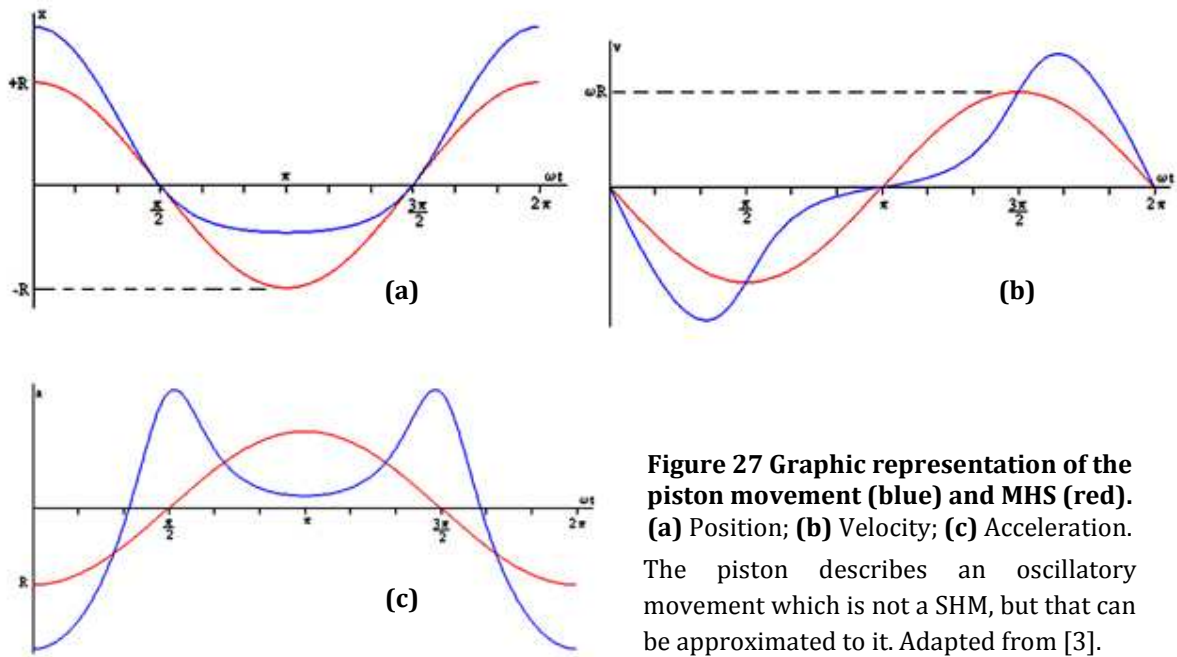 x
+R
π
ωt
π/2
3π/2
2π
-R
(a)
v
ωR
ωt
π/2
π
3π/2
2π
(b)
a
ωt
π/2
π
3π/2
2π
R
(c)
Figure 27 Graphic representation of the
piston movement (blue) and MHS (red).
(a) Position; (b) Velocity; (c) Acceleration.
The piston describes an oscillatory
movement which is not a SHM, but that can
be approximated to it. Adapted from [3].